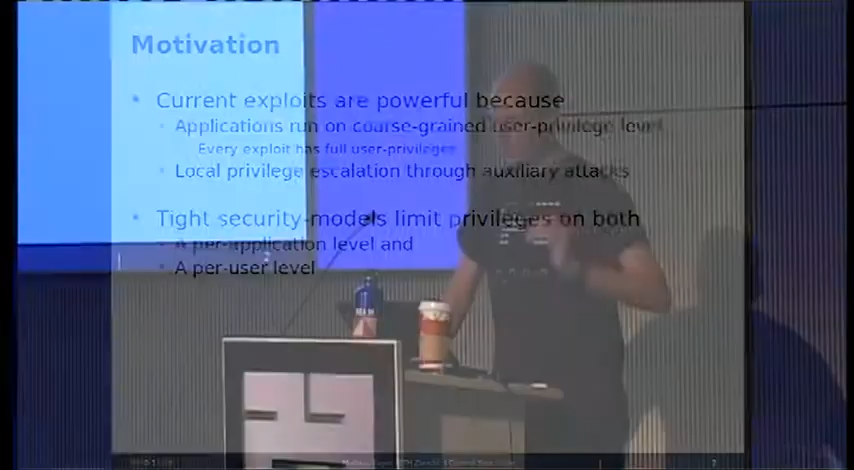 Motivation
Current exploits are powerful because
Applications run on coarse-grained user-privilege level
Every exploit has full user-privileges
Local privilege escalation through auxiliary attacks
Tight security-models limit privileges on both
A per-application level and
A per-user level